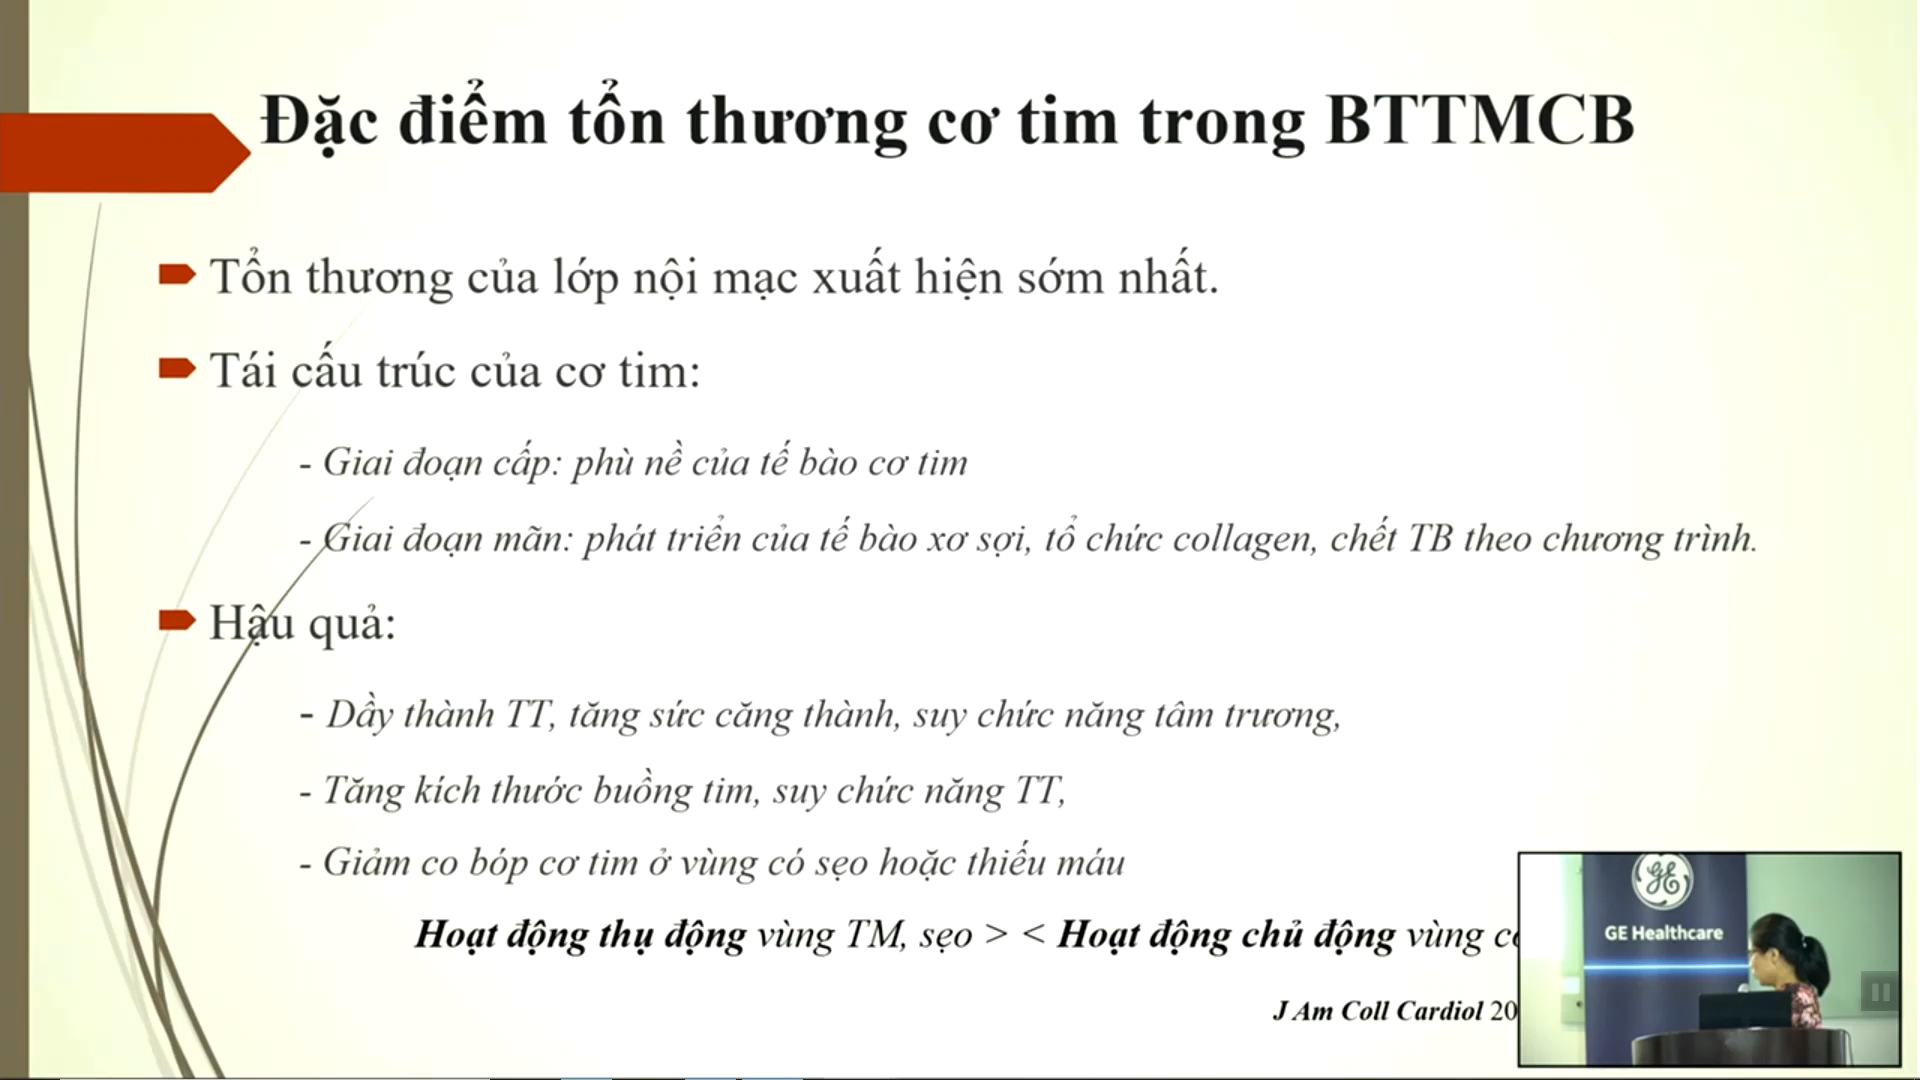 Đặc điểm tổn thương cơ tim trong BTTMCB
Tổn thương của lớp nội mạc xuất hiện sớm nhất.
Tái cấu trúc của cơ tim:
- Giai đoạn cấp: phù nề của tế bào cơ tim
- Giai đoạn mãn: phát triển của tế bào xơ sợi, tổ chức collagen, chết TB theo chương trình.
Hậu quả:
- Dầy thành TT, tăng sức căng thành, suy chức năng tâm trương,
- Tăng kích thước buồng tim, suy chức năng TT,
- Giảm co bóp cơ tim ở vùng có sẹo hoặc thiếu máu
Hoạt động thụ động vùng TM, sẹo > < Hoạt động chủ động vùng
J Am Coll Cardiol 20
GE
GE Healthcare